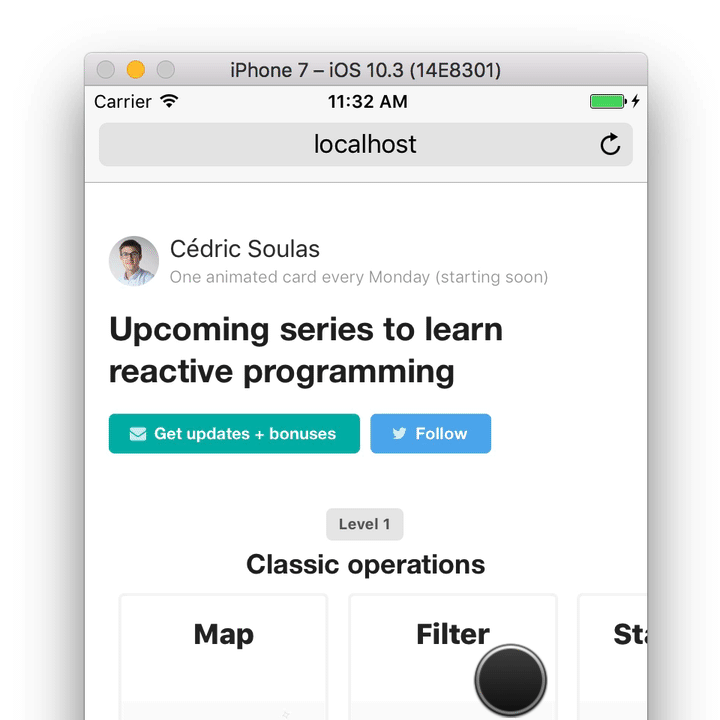 iPhone 7 – iOS 10.3 (14E8301)
Carrier 11:32 AM
localhost
Cédric Soulas
One animated card every Monday (starting soon)
Upcoming series to learn
reactive programming
Get updates + bonuses Follow
Level 1
Classic operations
Map Filter